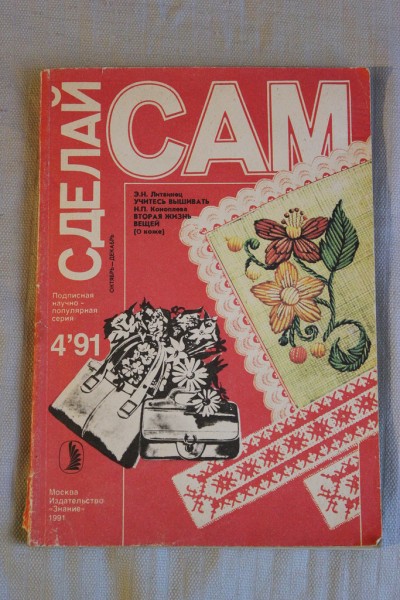 СДЕЛАЙ
САМ
Э.Н. Литвинец
УЧИТЕСЬ ВЫШИВАТЬ
Н.П. Коноплева
ВТОРАЯ ЖИЗНЬ
ВЕЩЕЙ
(О коже)
ОКТЯБРЬ—ДЕКАБРЬ
Подписная
научно-
популярная
серия
4'91
Москва
Издательство
«Знание»
1991